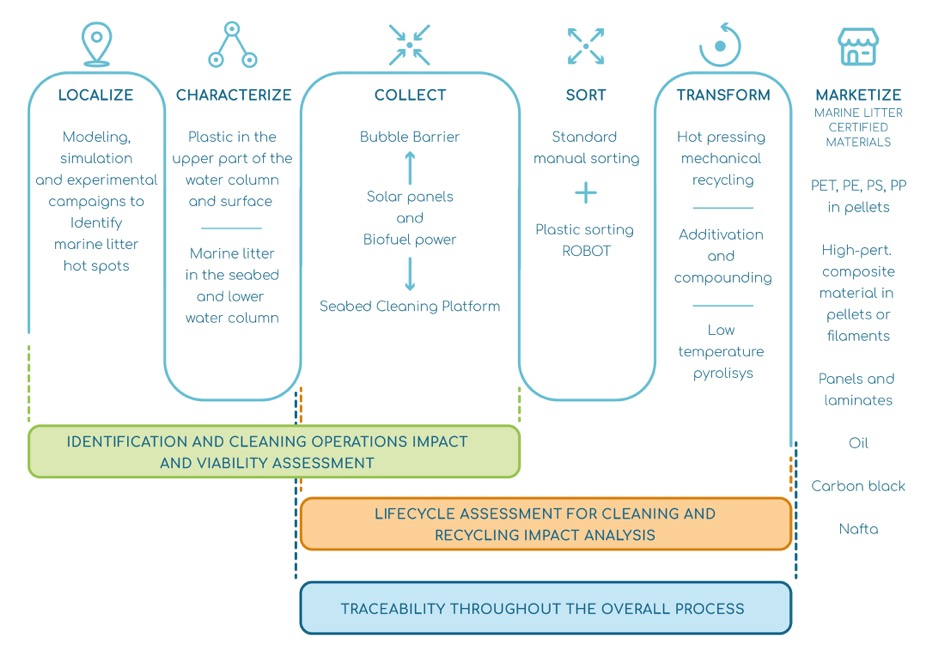 LOCALIZE
Modeling,
simulation
and experimental
campaigns to
Identify
marine litter
hot spots
CHARACTERIZE
Plastic in the
upper part of the
water column
and surface
Marine litter
in the seabed
and lower
water column
COLLECT
Bubble Barrier
Solar panels
and
Biofuel power
Seabed Cleaning Platform
SORT
Standard
manual sorting
+
Plastic sorting
ROBOT
TRANSFORM
Hot pressing
mechanical
recycling
Additivation
and
compounding
Low
temperature
pyrolisys
MARKETIZE
MARINE LITTER
CERTIFIED
MATERIALS
PET, PE, PS, PP
in pellets
High-pert.
composite
material in
pellets or
filaments
Panels and
laminates
Oil
Carbon black
Nafta
IDENTIFICATION AND CLEANING OPERATIONS IMPACT
AND VIABILITY ASSESSMENT
LIFECYCLE ASSESSMENT FOR CLEANING AND
RECYCLING IMPACT ANALYSIS
TRACEABILITY THROUGHOUT THE OVERALL PROCESS